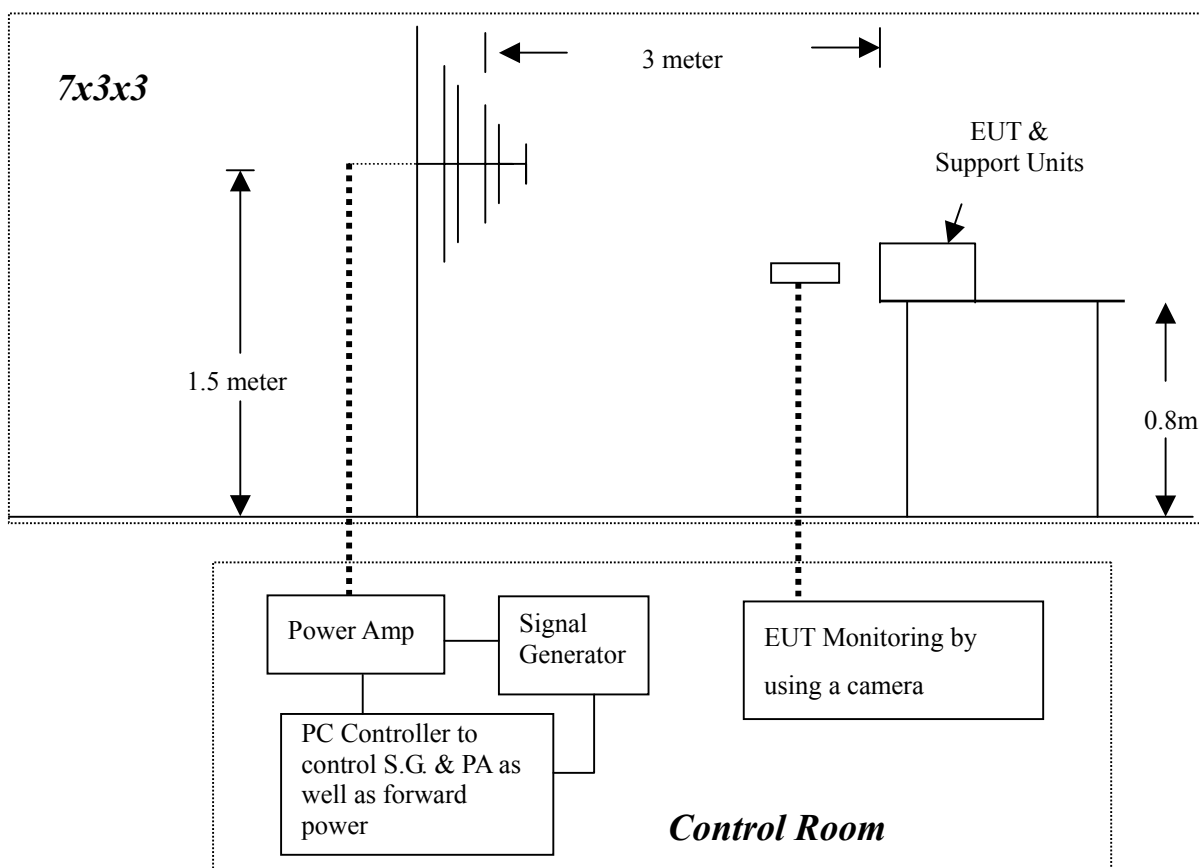 7x3x3
3 meter
EUT &
Support Units
1.5 meter
0.8m
Power Amp
Signal
Generator
EUT Monitoring by
using a camera
PC Controller to
control S.G. & PA as
well as forward
power
Control Room